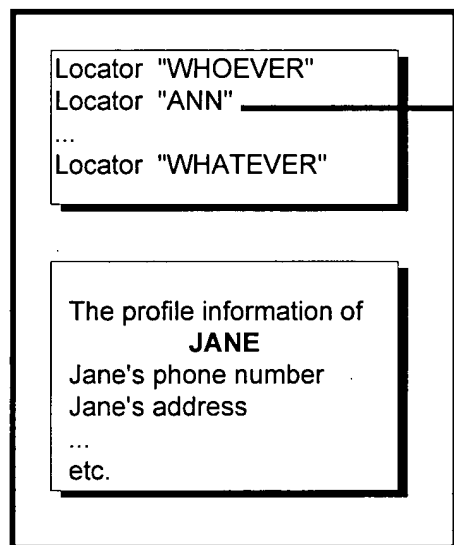 Locator "WHOEVER"
Locator "ANN"
...
Locator "WHATEVER"
The profile information of
JANE
Jane's phone number
Jane's address
...
etc.